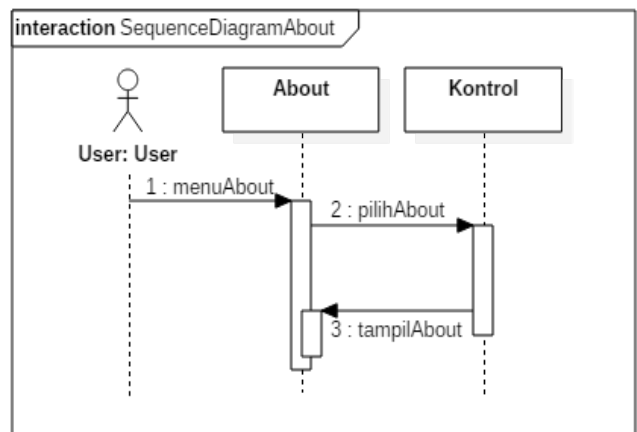 interaction SequenceDiagramAbout
About
Kontrol
User: User
1 : menuAbout
2 : pilihAbout
3 : tampilAbout